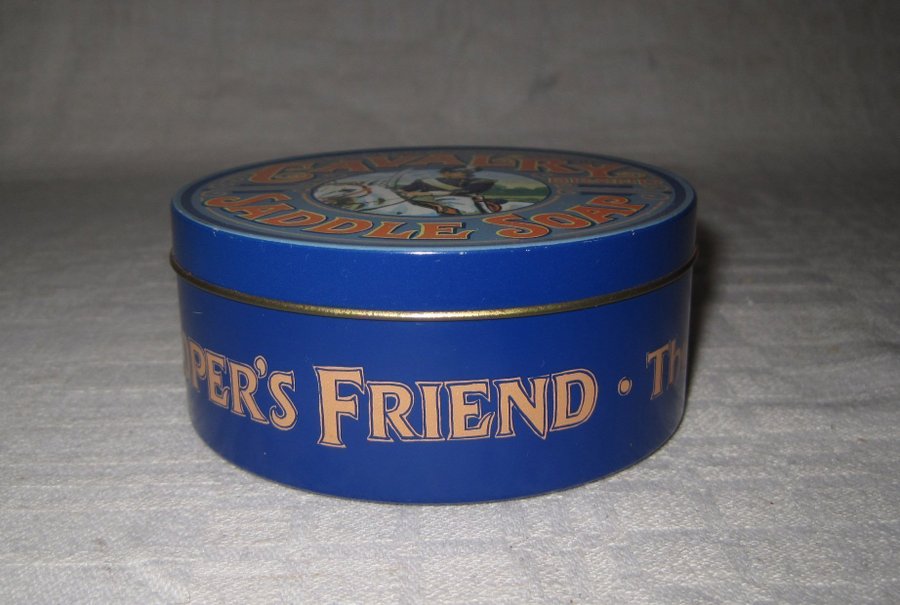 CAVALRY
SADDLE SOAP
PER'S FRIEND · Th